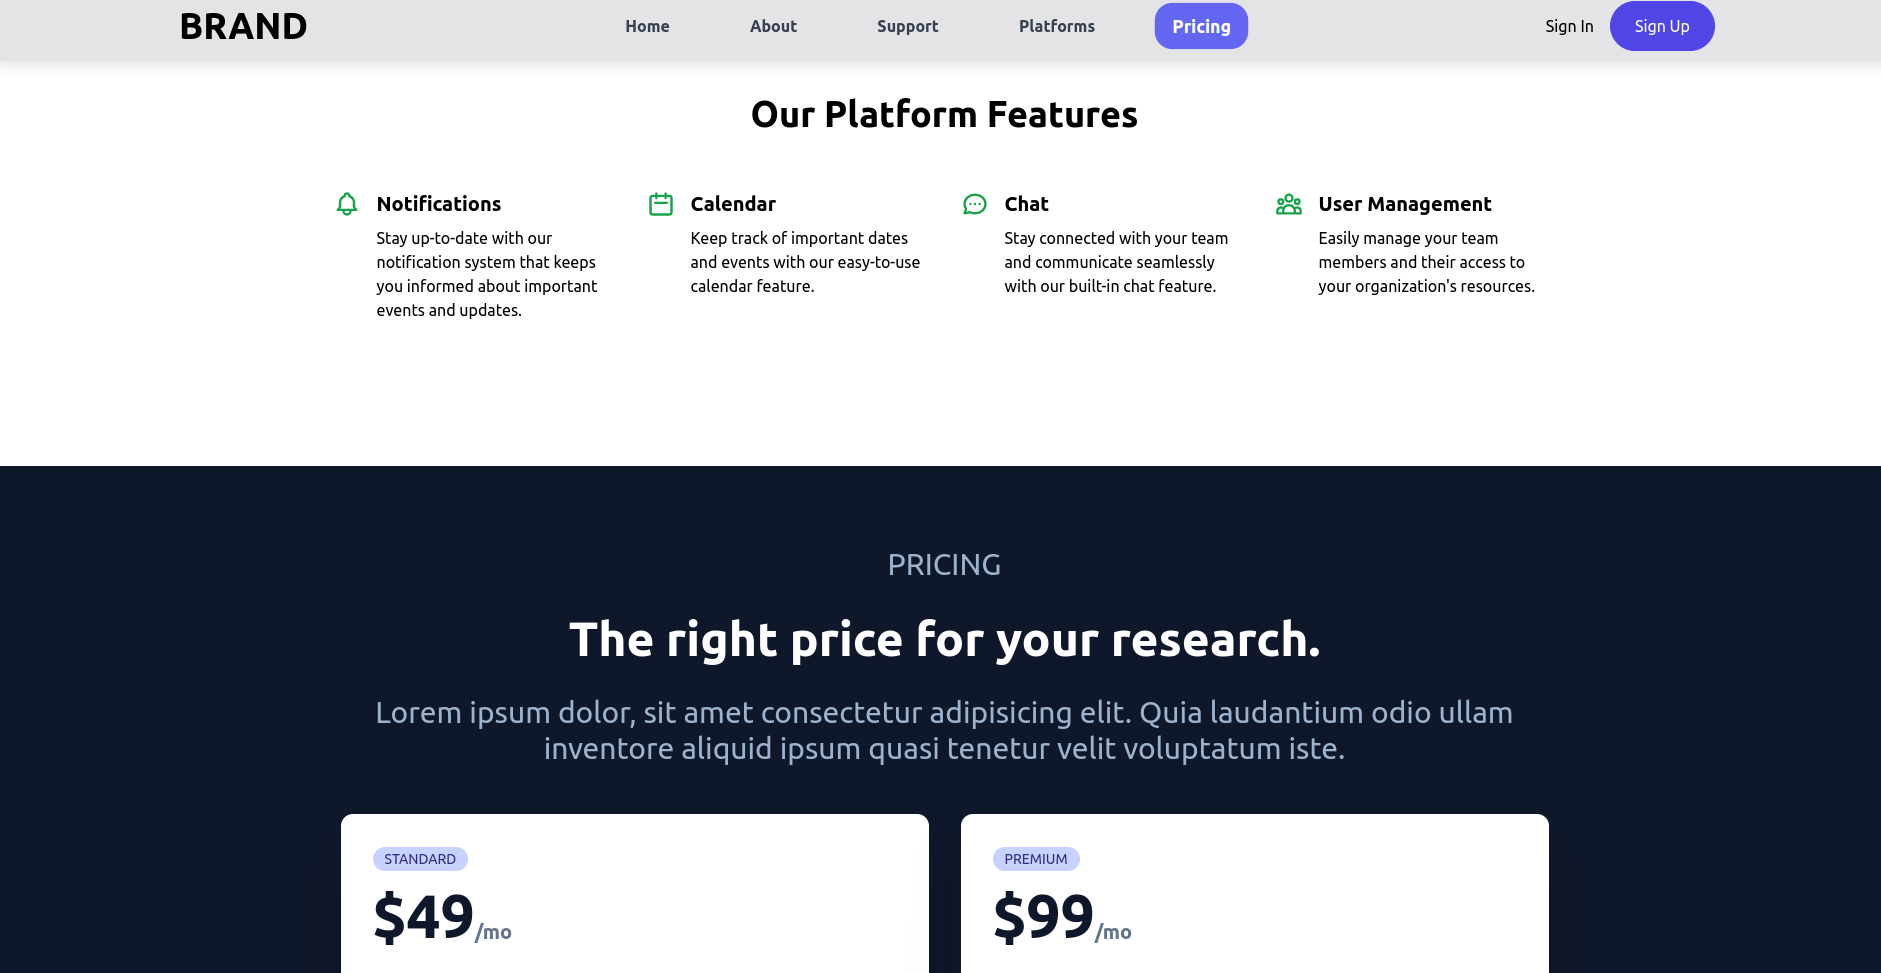 BRAND
Home
About
Support
Platforms
Pricing
Sign In
Sign Up
Our Platform Features
Notifications
Stay up-to-date with our
notification system that keeps
you informed about important
events and updates.
Calendar
Keep track of important dates
and events with our easy-to-use
calendar feature.
Chat
Stay connected with your team
and communicate seamlessly
with our built-in chat feature.
User Management
Easily manage your team
members and their access to
your organization's resources.
PRICING
The right price for your research.
Lorem ipsum dolor, sit amet consectetur adipisicing elit. Quia laudantium odio ullam
inventore aliquid ipsum quasi tenetur velit voluptatum iste.
STANDARD
$49/mo
PREMIUM
$99/mo